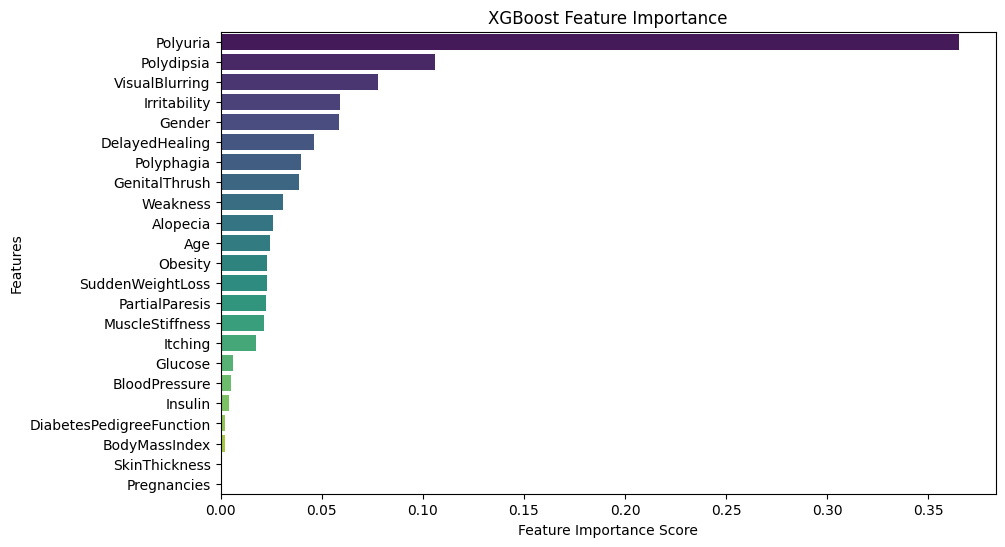 XGBoost Feature Importance
Features
Polyuria
Polydipsia
VisualBlurring
Irritability
Gender
DelayedHealing
Polyphagia
GenitalThrush
Weakness
Alopecia
Age
Obesity
SuddenWeightLoss
PartialParesis
MuscleStiffness
Itching
Glucose
BloodPressure
Insulin
DiabetesPedigreeFunction
BodyMassIndex
SkinThickness
Pregnancies
0.00 0.05 0.10 0.15 0.20 0.25 0.30 0.35
Feature Importance Score